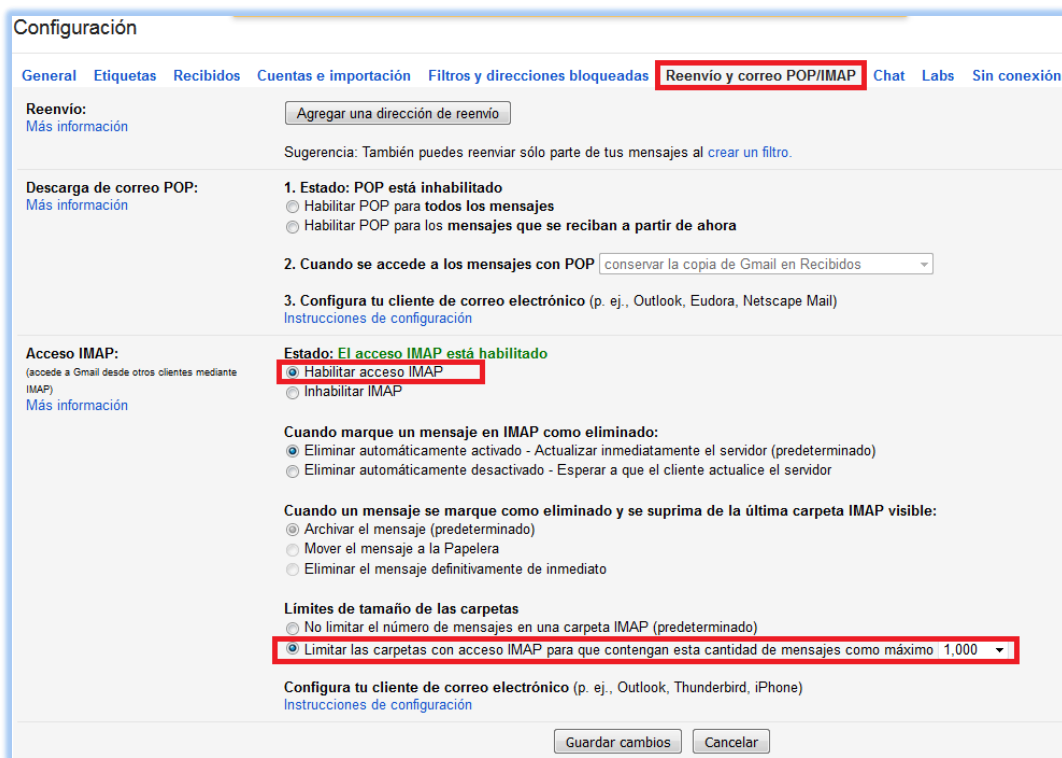 Configuración
General Etiquetas Recibidos Cuentas e importación Filtros y direcciones bloqueadas Reenvío y correo POP/IMAP Chat Labs Sin conexión
Reenvío:
Más información
Agregar una dirección de reenvío
Sugerencia: También puedes reenviar sólo parte de tus mensajes al crear un filtro.
Descarga de correo POP:
Más información
1. Estado: POP está inhabilitado
Habilitar POP para todos los mensajes
Habilitar POP para los mensajes que se reciban a partir de ahora
2. Cuando se accede a los mensajes con POP conservar la copia de Gmail en Recibidos
3. Configura tu cliente de correo electrónico (p. ej., Outlook, Eudora, Netscape Mail)
Instrucciones de configuración
Acceso IMAP:
(accede a Gmail desde otros clientes mediante
IMAP)
Más información
Estado: El acceso IMAP está habilitado
Habilitar acceso IMAP
Inhabilitar IMAP
Cuando marque un mensaje en IMAP como eliminado:
Eliminar automáticamente activado - Actualizar inmediatamente el servidor (predeterminado)
Eliminar automáticamente desactivado - Esperar a que el cliente actualice el servidor
Cuando un mensaje se marque como eliminado y se suprima de la última carpeta IMAP visible:
Archivar el mensaje (predeterminado)
Mover el mensaje a la Papelera
Eliminar el mensaje definitivamente de inmediato
Límites de tamaño de las carpetas
No limitar el número de mensajes en una carpeta IMAP (predeterminado)
Limitar las carpetas con acceso IMAP para que contengan esta cantidad de mensajes como máximo 1,000
Configura tu cliente de correo electrónico (p. ej., Outlook, Thunderbird, iPhone)
Instrucciones de configuración
Guardar cambios Cancelar